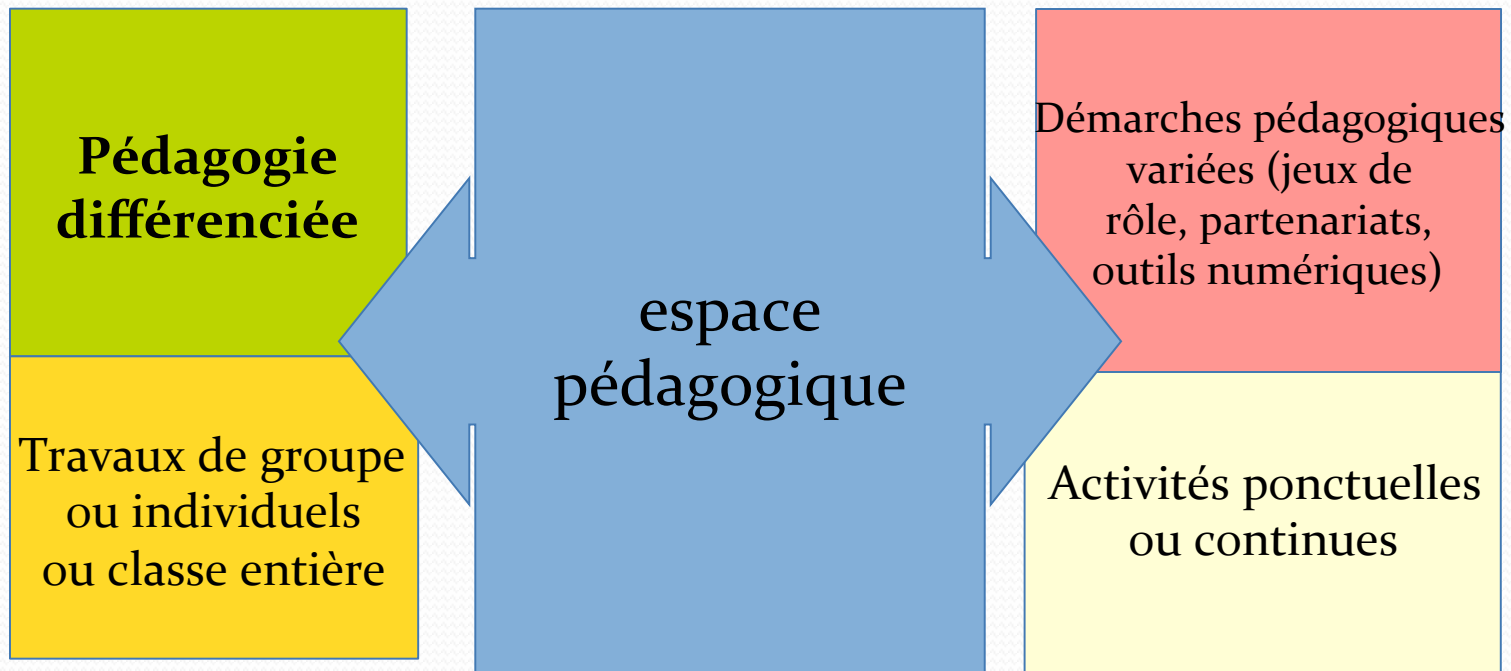 Pédagogie
différenciée
Travaux de groupe
ou individuels
ou classe entière
espace
pédagogique
Démarches pédagogiques
variées (jeux de
rôle, partenariats,
outils numériques)
Activités ponctuelles
ou continues